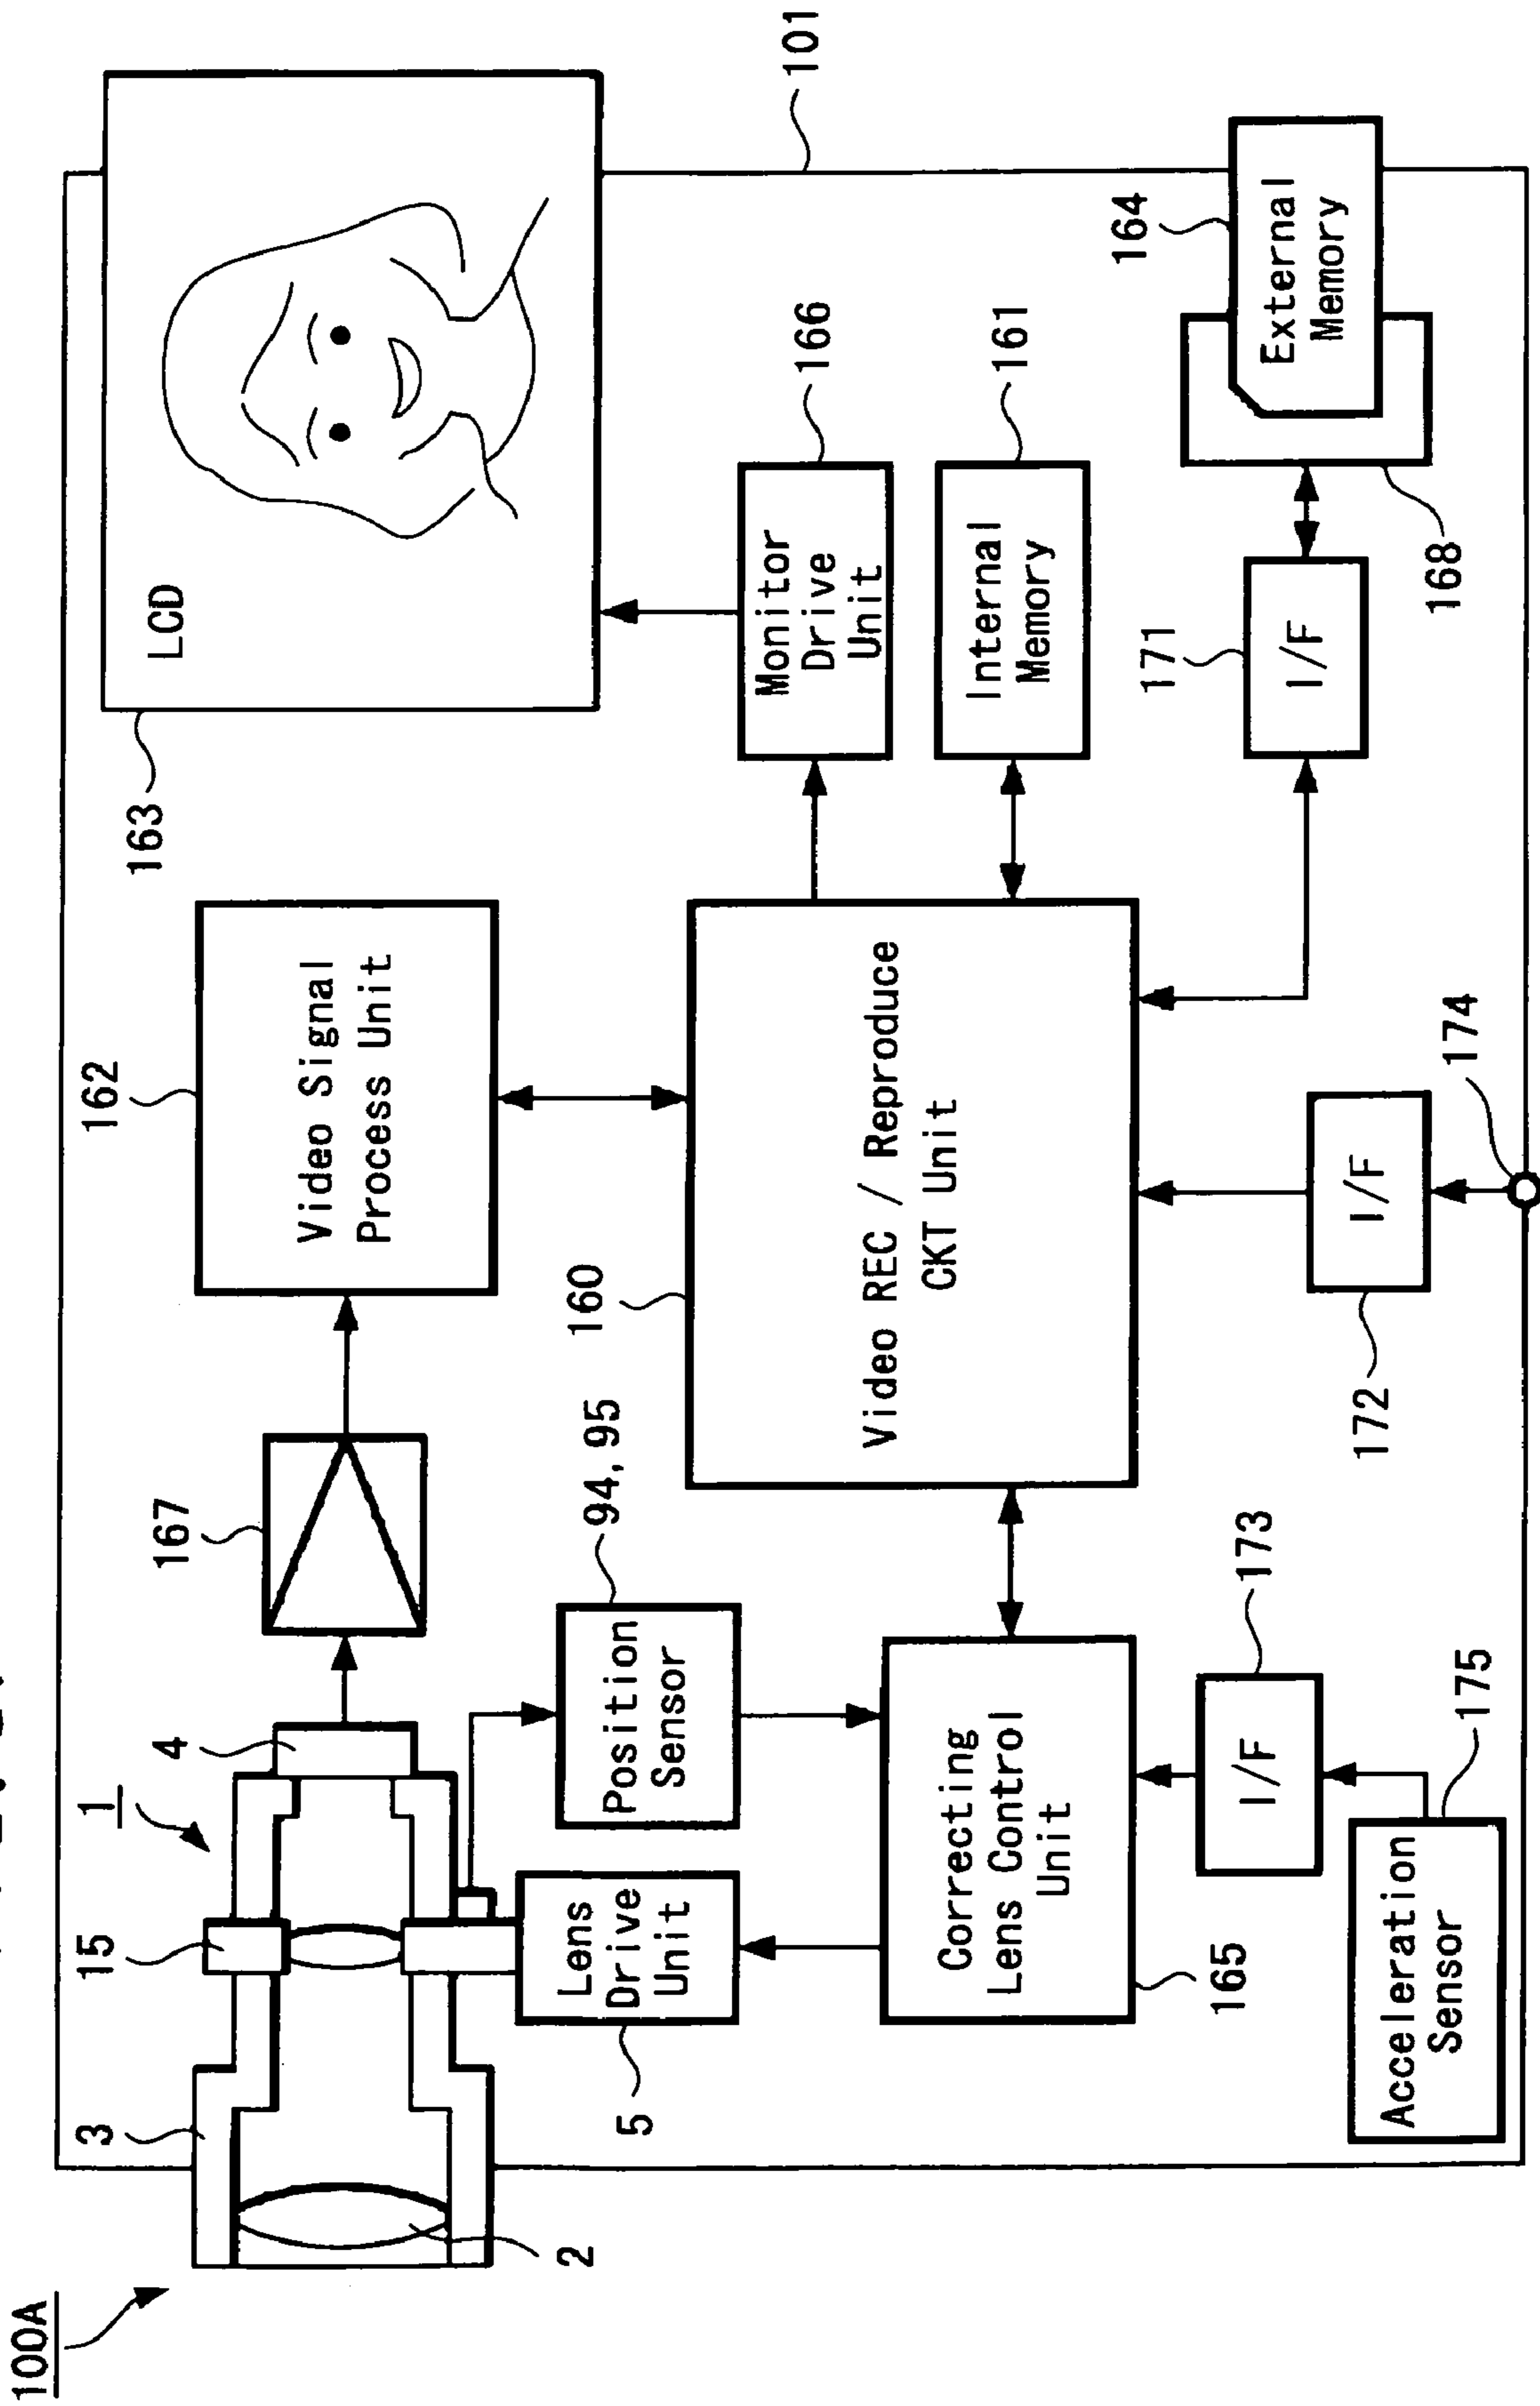 100A
3
15
1
4
167
162
163
LCD
101
2
5
Lens
Drive
Unit
Position
Sensor
94, 95
160
Video Signal
Process Unit
Monitor
Drive
Unit
166
Correcting
Lens Control
Unit
165
Video REC / Reproduce
CKT Unit
Internal
Memory
161
I/F
173
Acceleration
Sensor
175
I/F
172
174
I/F
171
168
External
Memory
164